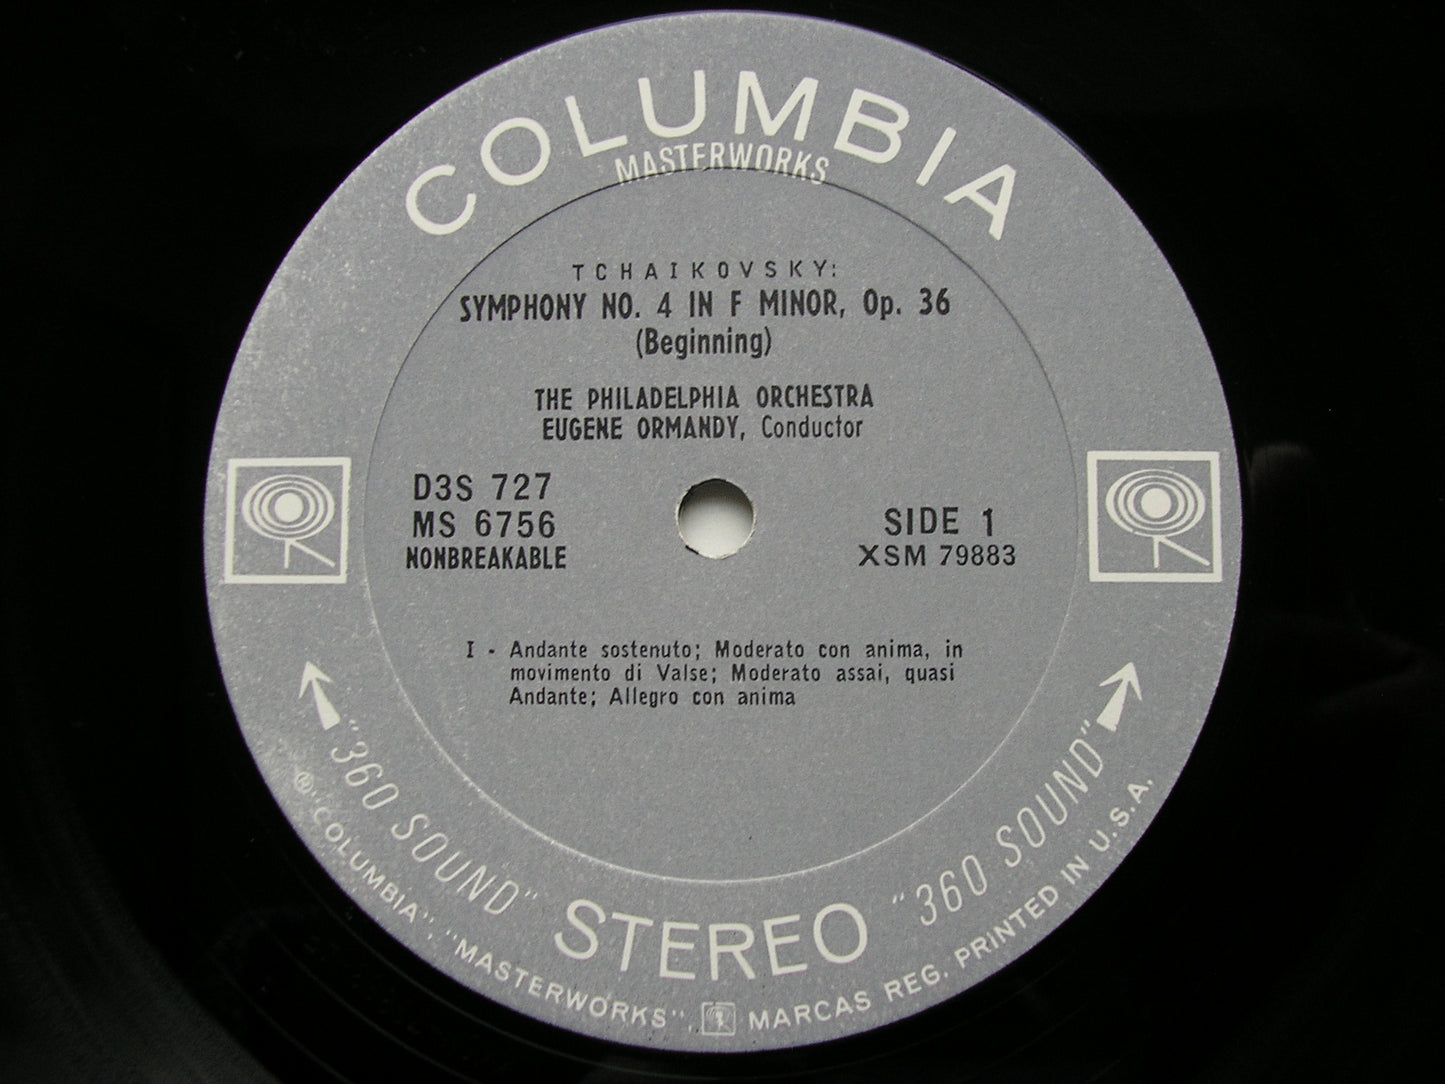 COLUMBIA
MASTERWORKS
TCHAIKOVSKY:
SYMPHONY NO. 4 IN F MINOR, Op. 36
(Beginning)
THE PHILADELPHIA ORCHESTRA
EUGENE ORMANDY, Conductor
D3S 727
MS 6756
NONBREAKABLE
SIDE 1
XSM 79883
I - Andante sostenuto; Moderato con anima, in
movimento di Valse; Moderato assai, quasi
Andante; Allegro con anima
"360 SOUND" STEREO "360 SOUND"
® "COLUMBIA", "MASTERWORKS", MARCAS REG. PRINTED IN U.S.A.